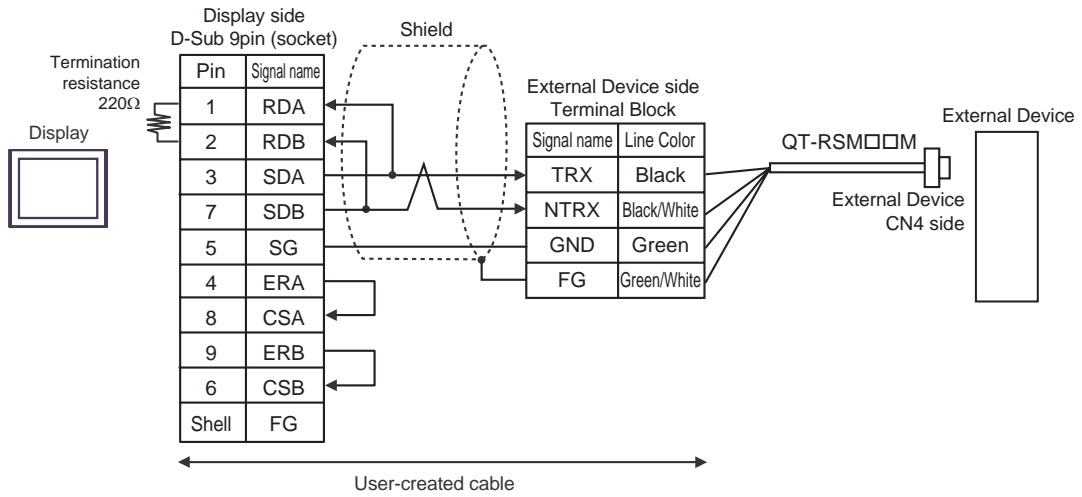 Display side
D-Sub 9pin (socket)
Shield
Termination
resistance
220Ω
Display
Pin Signal name
1 RDA
2 RDB
3 SDA
7 SDB
5 SG
4 ERA
8 CSA
9 ERB
6 CSB
Shell FG
External Device side
Terminal Block
Signal name Line Color
TRX Black
NTRX Black/White
GND Green
FG Green/White
QT-RSM□□M
External Device
CN4 side
External Device
User-created cable